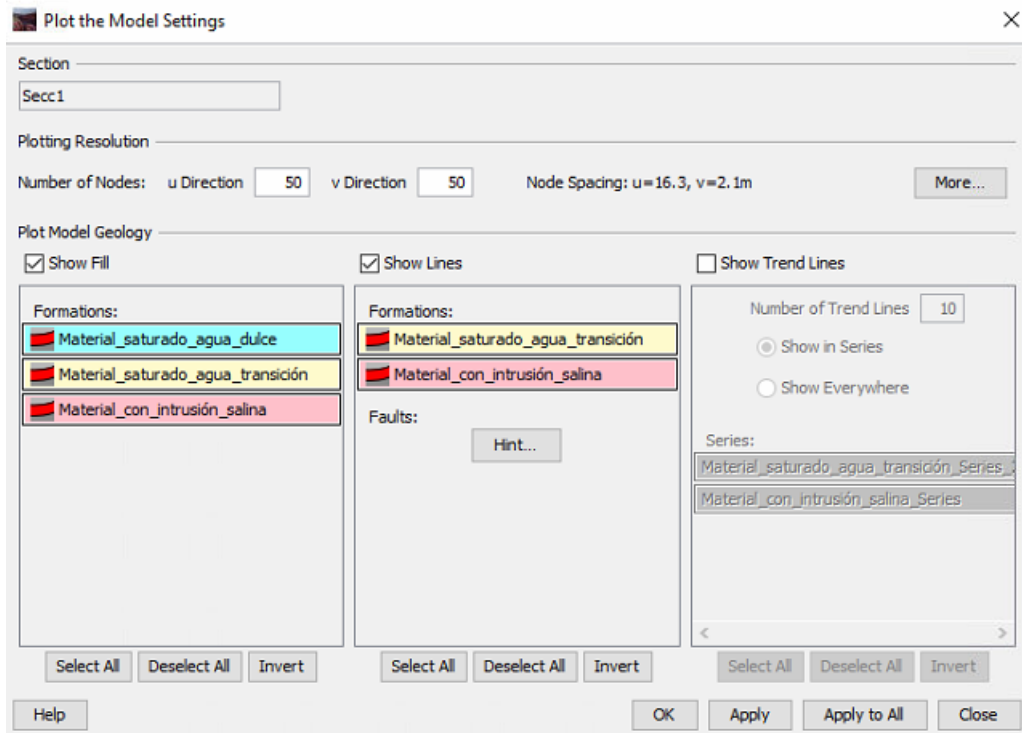 Plot the Model Settings
Section
Secc1
Plotting Resolution
Number of Nodes: u Direction 50 v Direction 50 Node Spacing: u=16.3, v=2.1m More...
Plot Model Geology
Show Fill Show Lines Show Trend Lines
Formations:
Material_saturado_agua_dulce
Material_saturado_agua_transición
Material_con_intrusión_salina
Select All Deselect All Invert
Formations:
Material_saturado_agua_transición
Material_con_intrusión_salina
Faults:
Hint...
Select All Deselect All Invert
Number of Trend Lines 10
Show in Series
Show Everywhere
Series:
Material_saturado_agua_transición_Series_2
Material_con_intrusión_salina_Series
Select All Deselect All Invert
Help OK Apply Apply to All Close